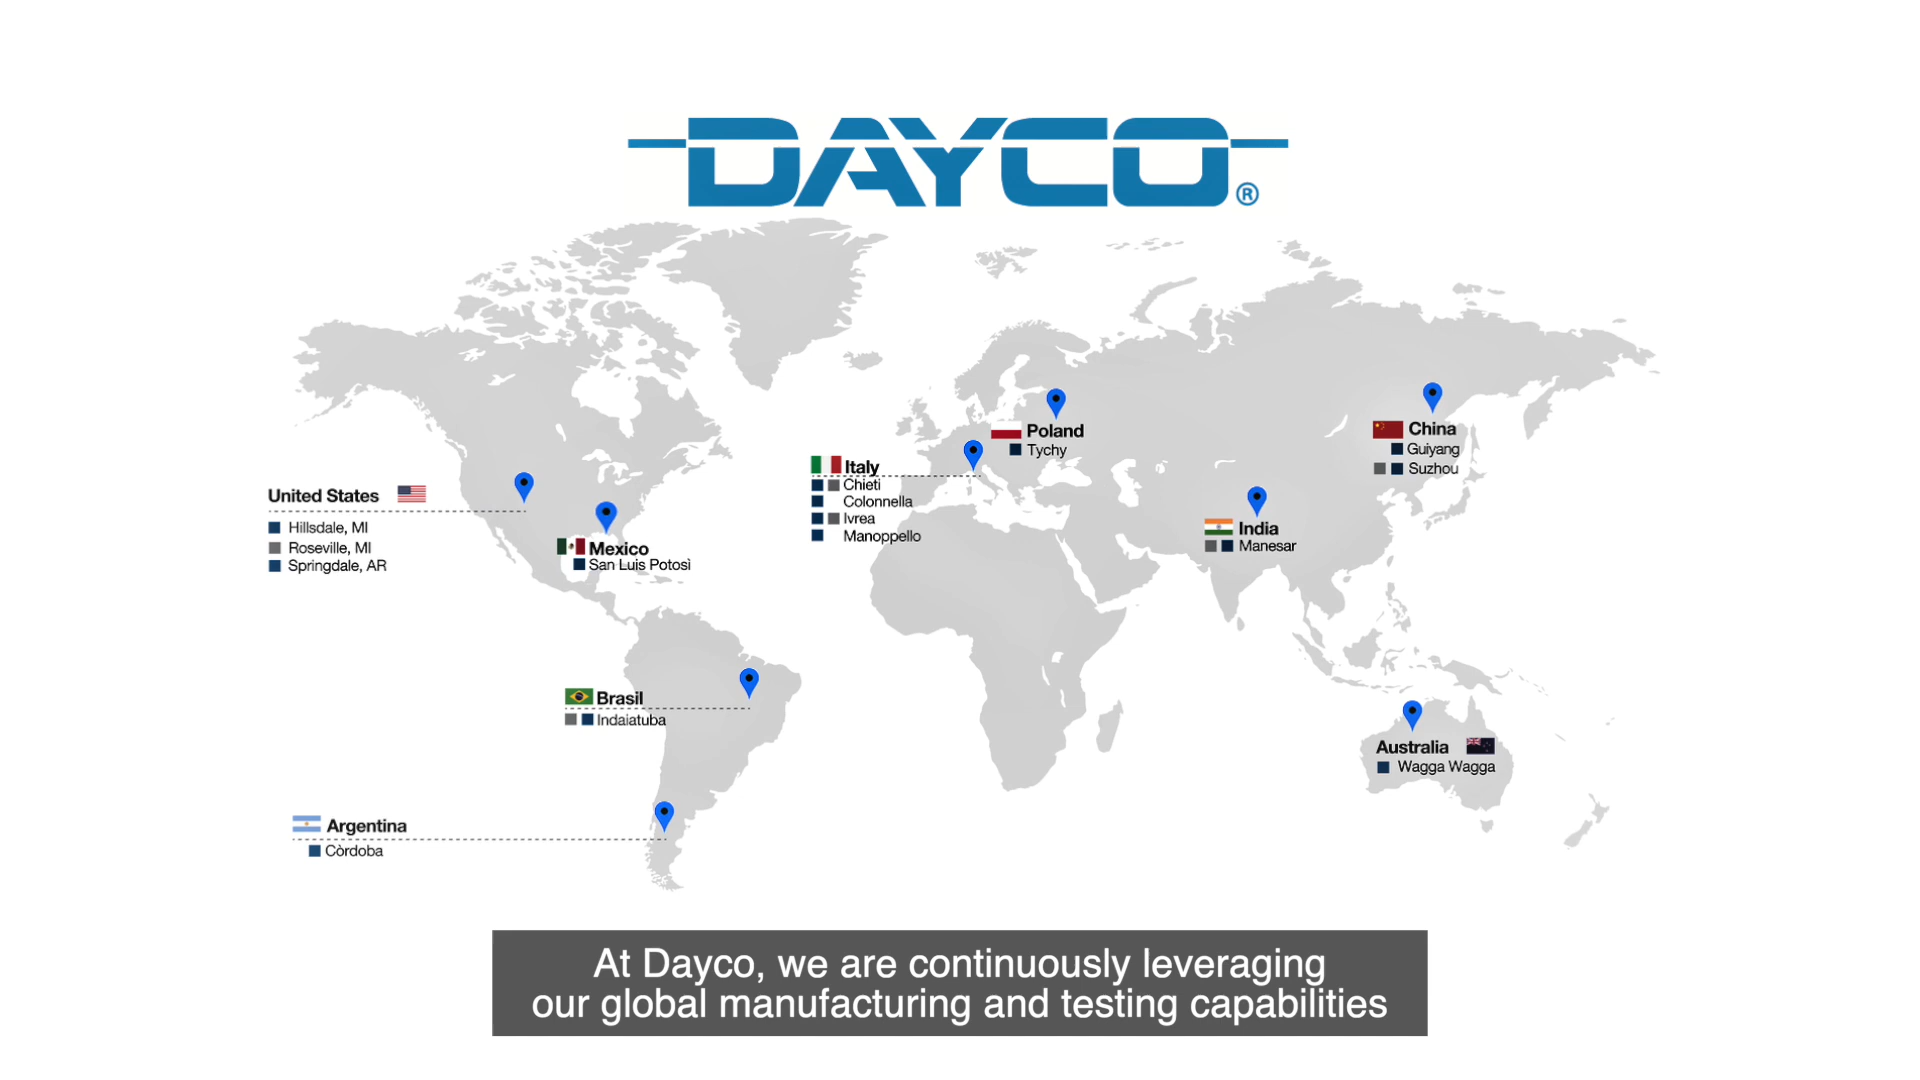 DAYCO®
United States
Hillsdale, MI
Roseville, MI
Springdale, AR
Mexico
San Luis Potosì
Brasil
Indaiatuba
Argentina
Còrdoba
Italy
Chieti
Colonnella
Ivrea
Manoppello
Poland
Tychy
India
Manesar
China
Guiyang
Suzhou
Australia
Wagga Wagga
At Dayco, we are continuously leveraging
our global manufacturing and testing capabilities